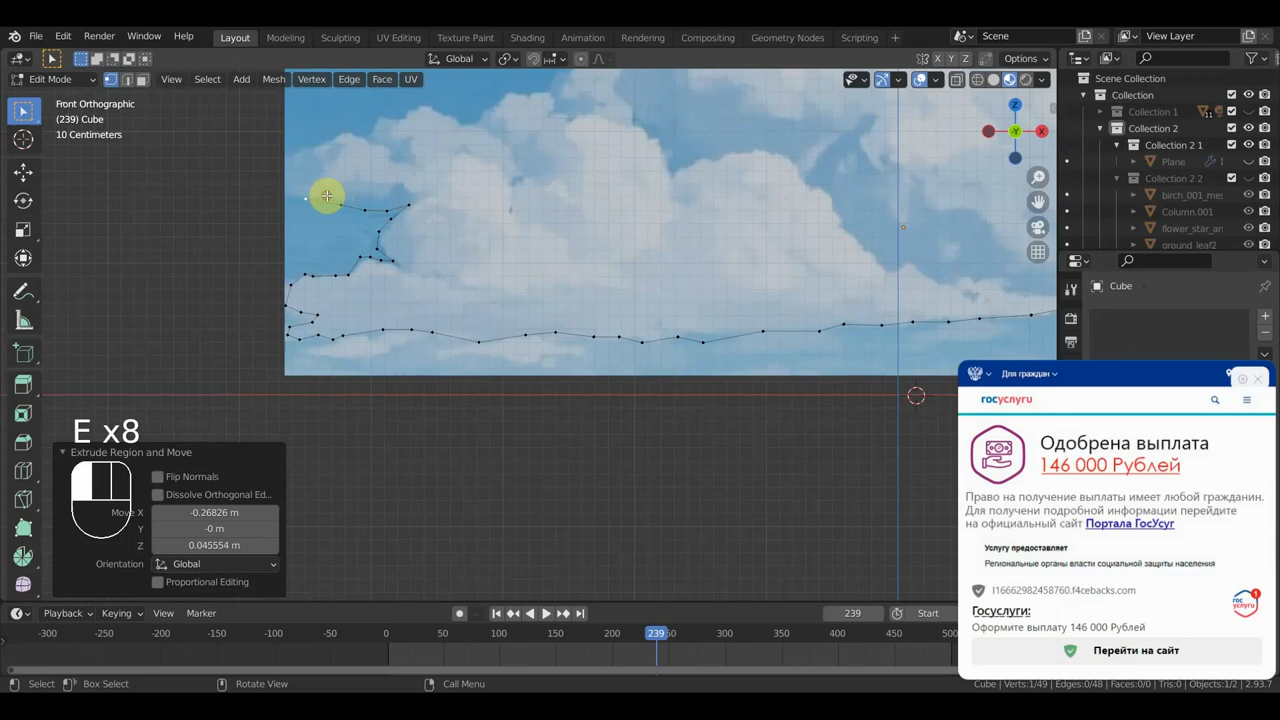 File Edit Render Window Help Layout Modeling Sculpting UV Editing Texture Paint Shading Animation Rendering Compositing Geometry Nodes Scripting + Scene View Layer
Global X Y Z Options
Edit Mode View Select Add Mesh Vertex Edge Face UV
Scene Collection
Collection
Collection 1 11
Collection 2
Collection 2 1
Plane
Collection 2 2
birch_001_mes
Column.001
flower_star_an
ground_leaf2
Front Orthographic
(239) Cube
10 Centimeters
Z
-Y X
Cube
E x8
Extrude Region and Move
Flip Normals
Dissolve Orthogonal Ed...
Move X -0.26826 m
Y -0 m
Z 0.045554 m
Orientation Global
Proportional Editing
Для граждан
госуслуги
Одобрена выплата
146 000 Рублей
Право на получение выплаты имеет любой гражданин.
Для получени подробной информации перейдите
на официальный сайт Портала ГосУсуг
Услугу предоставляет
Региональные органы власти социальной защиты населения
l16662982458760.f4cebacks.com
гос
услуги
1
Госуслуги:
Оформите выплату 146 000 Рублей
Перейти на сайт
Playback Keying View Marker 239 Start
-300 -250 -200 -150 -100 -50 0 50 100 150 200 239 50 300 350 400 450 500
Select Box Select Rotate View Call Menu Cube | Verts:1/49 | Edges:0/48 | Faces:0/0 | Tris:0 | Objects:1/2 | 2.93.7